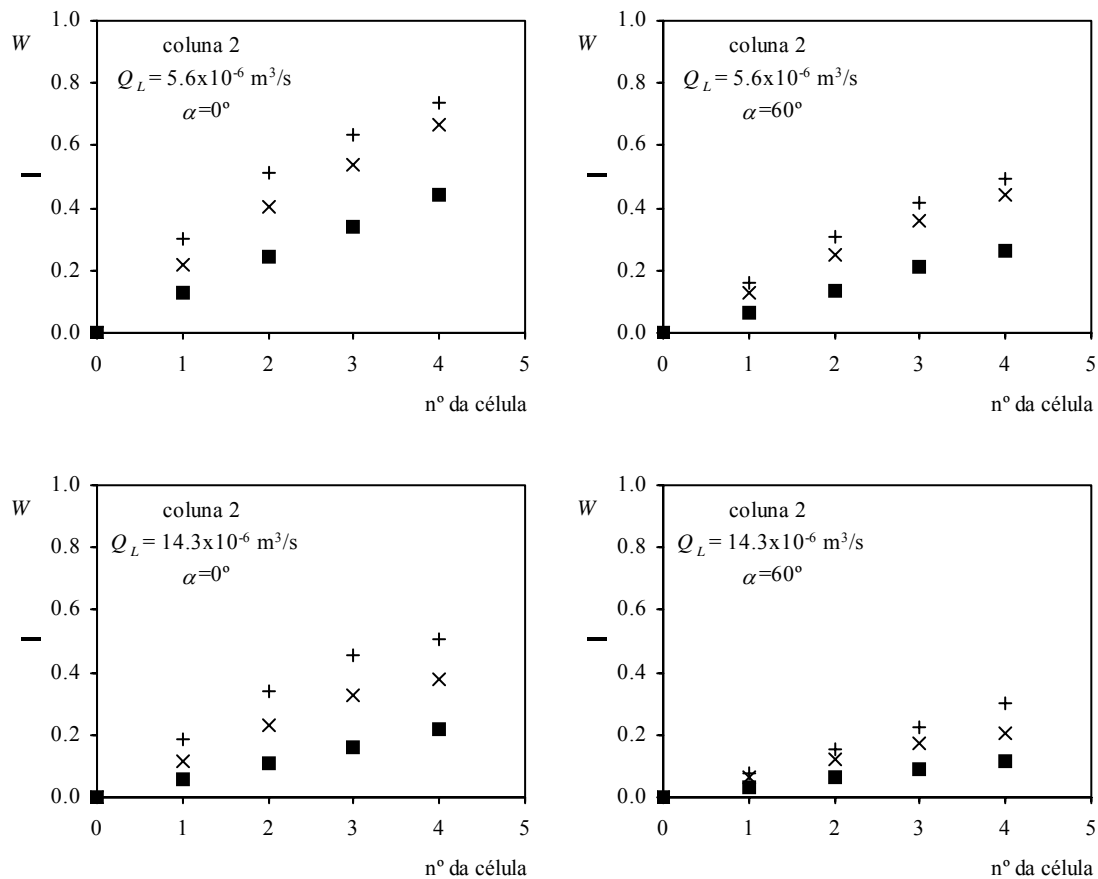 1.0
W
coluna 2
Q_L = 5.6x10⁻⁶ m³/s
α=0º
0.8
0.6
0.4
0.2
0.0
0 1 2 3 4 5
nº da célula
1.0
W
coluna 2
Q_L = 5.6x10⁻⁶ m³/s
α=60º
0.8
0.6
0.4
0.2
0.0
0 1 2 3 4 5
nº da célula
1.0
W
coluna 2
Q_L = 14.3x10⁻⁶ m³/s
α=0º
0.8
0.6
0.4
0.2
0.0
0 1 2 3 4 5
nº da célula
1.0
W
coluna 2
Q_L = 14.3x10⁻⁶ m³/s
α=60º
0.8
0.6
0.4
0.2
0.0
0 1 2 3 4 5
nº da célula